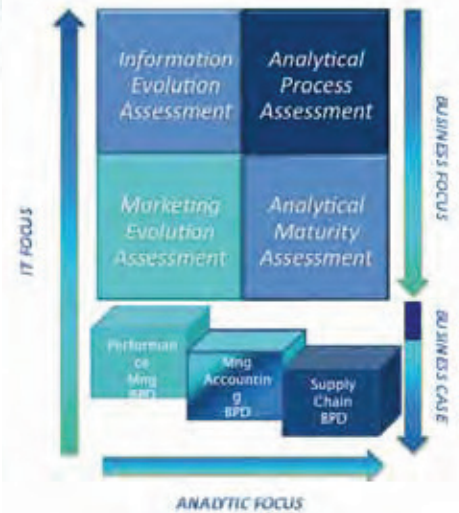 Information
Evolution
Assessment
Analytical
Process
Assessment
Marketing
Evolution
Assessment
Analytical
Maturity
Assessment
IT FOCUS
BUSINESS FOCUS
Performan
ce
Mng
BPD
Mng
Accountin
g
BPD
Supply
Chain
BPD
BUSINESS CASE
ANALYTIC FOCUS